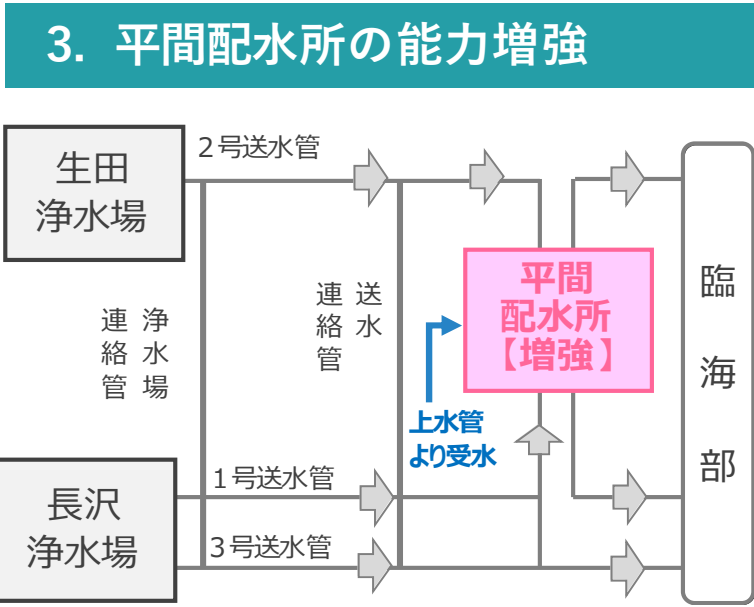 3. 平間配水所の能力増強
2号送水管
生田
浄水場
浄水場
連絡管
送水
連絡管
平間
配水所
【増強】
上水管
より受水
臨海部
長沢
浄水場
1号送水管
3号送水管